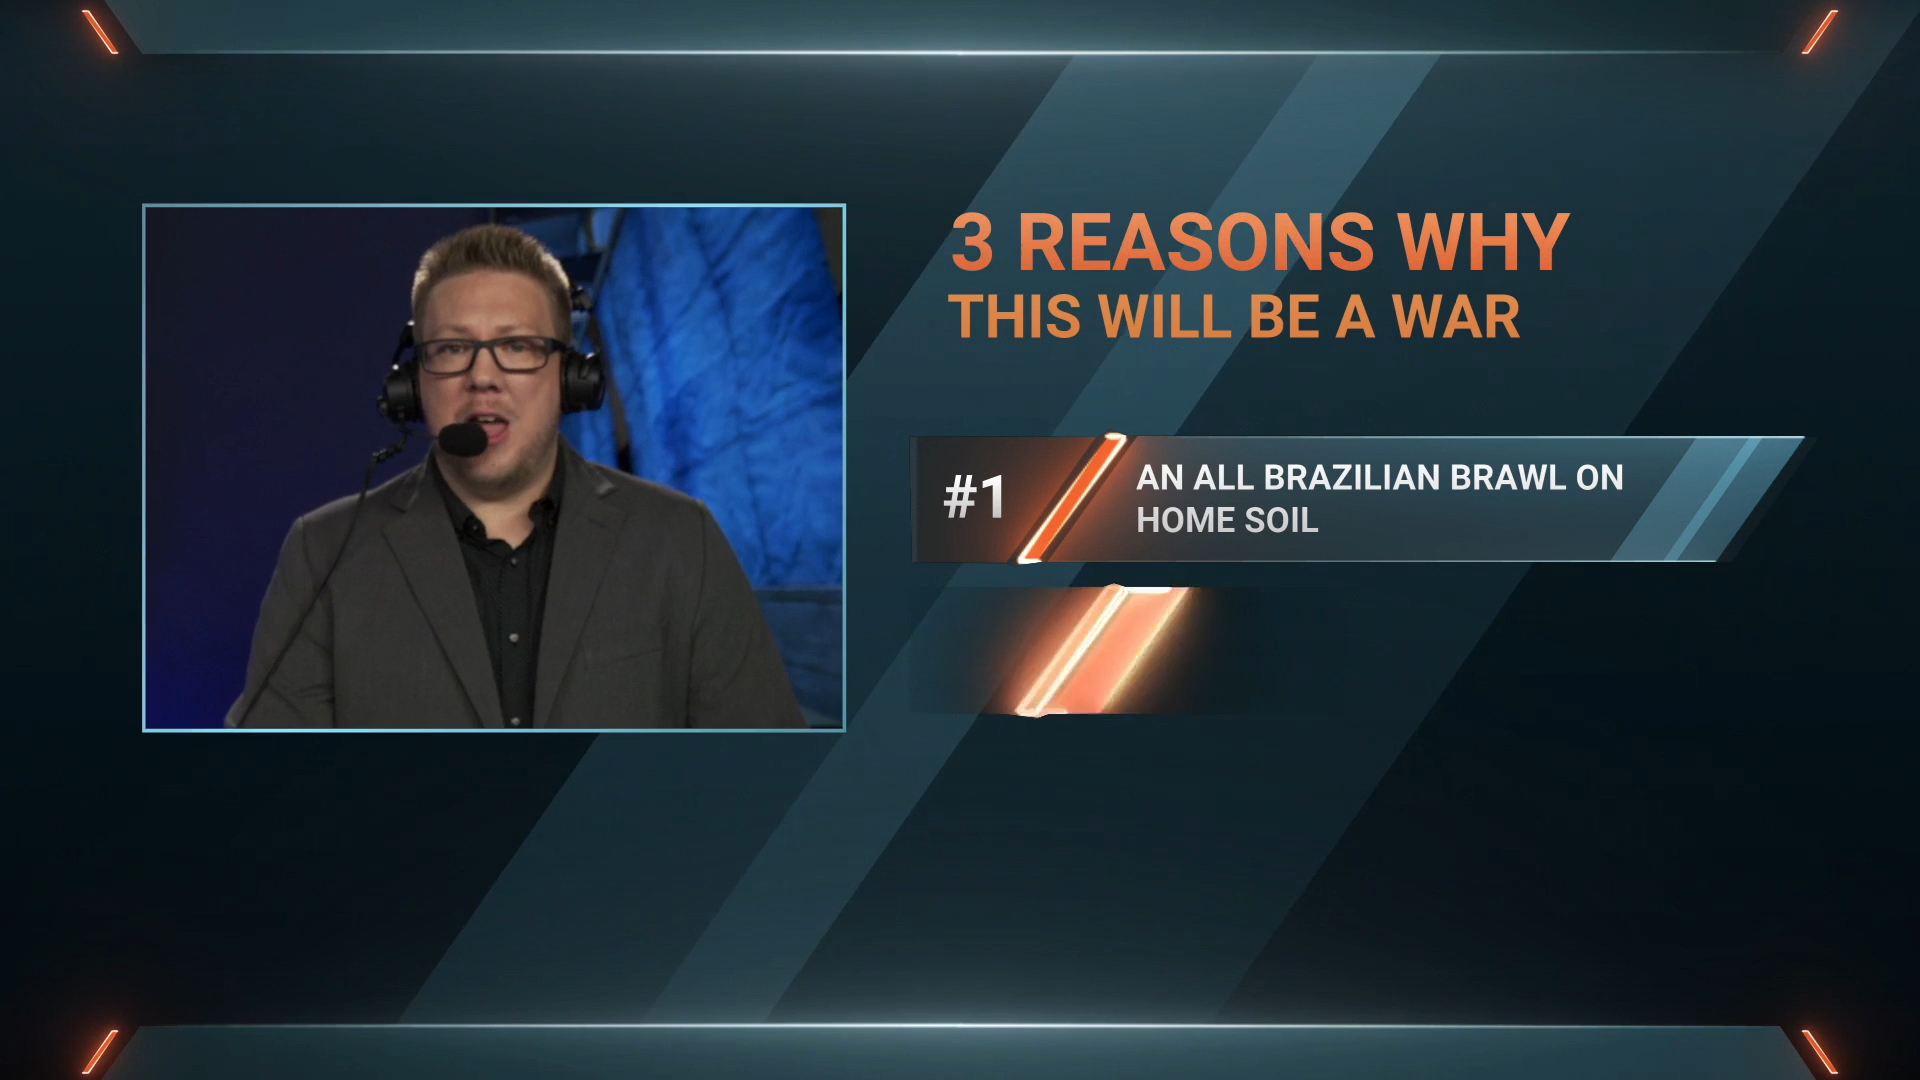 3 REASONS WHY
THIS WILL BE A WAR
#1
AN ALL BRAZILIAN BRAWL ON
HOME SOIL